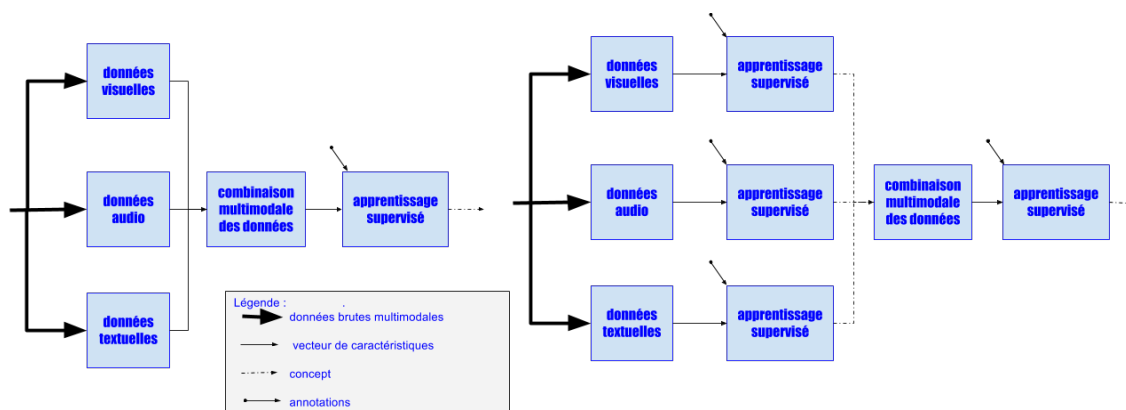 données
visuelles
données
audio
données
textuelles
combinaison
multimodale
des données
apprentissage
supervisé
Légende :                  .
données brutes multimodales
vecteur de caractéristiques
concept
annotations
données
visuelles
apprentissage
supervisé
données
audio
apprentissage
supervisé
données
textuelles
apprentissage
supervisé
combinaison
multimodale
des données
apprentissage
supervisé